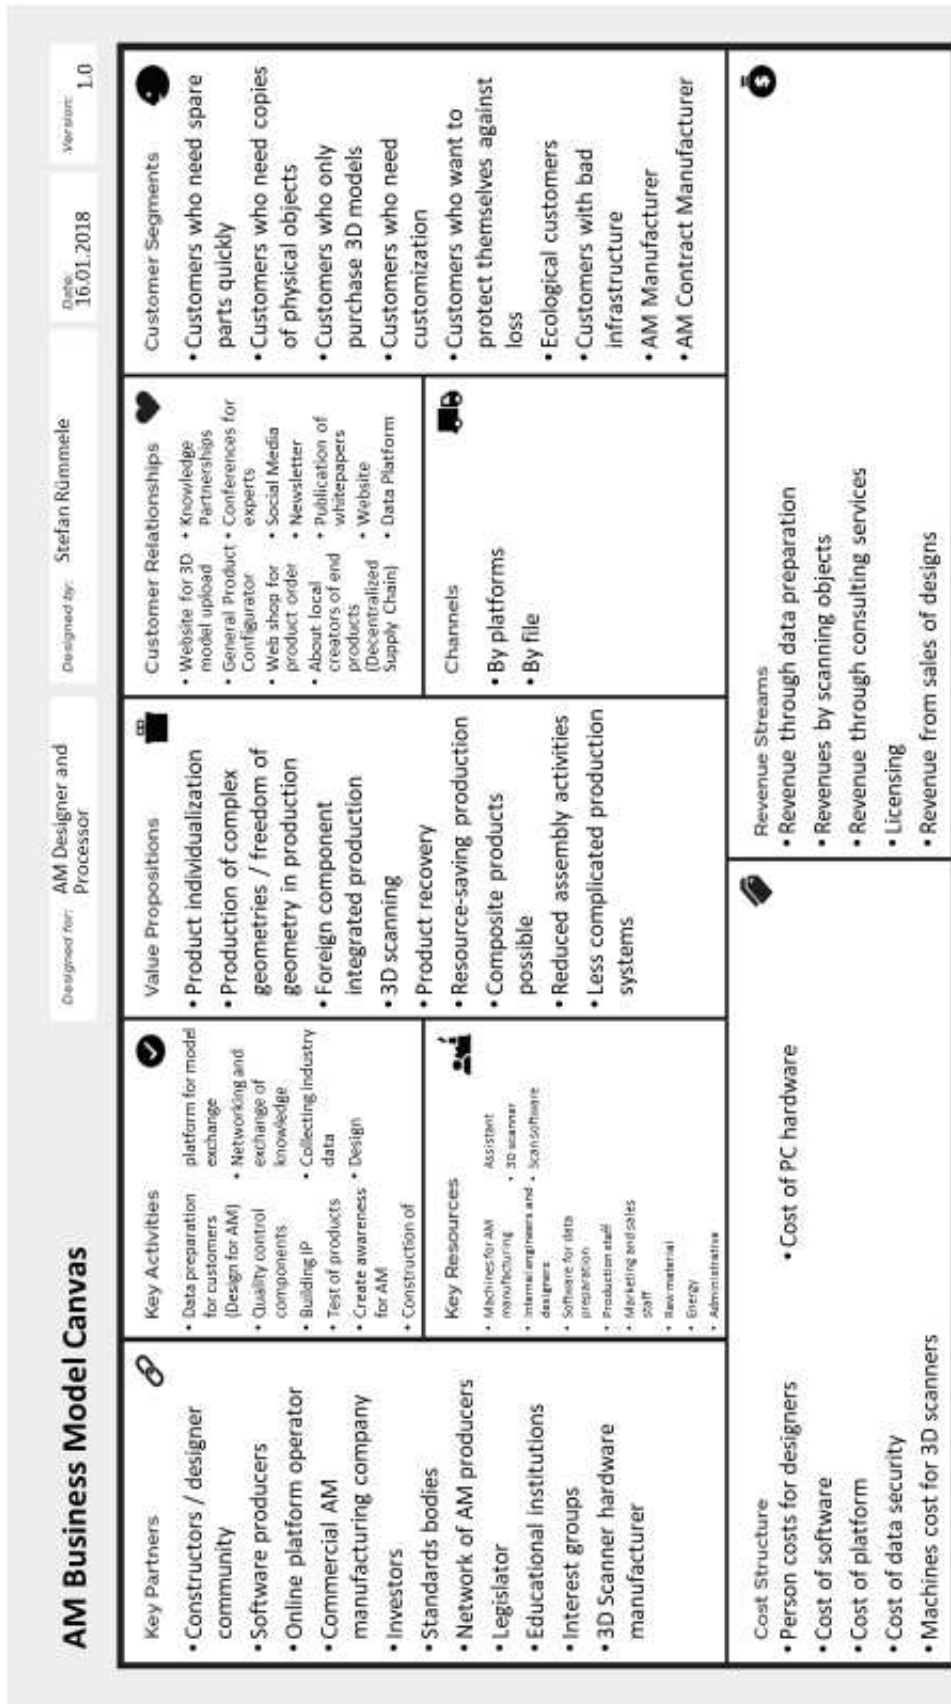 AM Business Model Canvas
Designed for:
AM Designer and
Processor
Designed by:
Stefan Rümmele
Date:
16.01.2018
Version:
1.0
Key Partners
• Constructors / designer
community
• Software producers
• Online platform operator
• Commercial AM
manufacturing company
• Investors
• Standards bodies
• Network of AM producers
• Legislator
• Educational institutions
• Interest groups
• 3D Scanner hardware
manufacturer
Key Activities
• Data preparation
for customers
(Design for AM)
• Quality control
components
• Building IP
• Test of products
• Create awareness
for AM
• Construction of
platform for model
exchange
• Networking and
exchange of
knowledge
• Collecting industry
data
• Design
Key Resources
• Machines for AM
manufacturing
• Internal engineers and
designers
• Software for data
preparation
• Production staff
• Marketing and sales
staff
• Raw material
• Energy
• Administrative
Assistant
• 3D scanner
• Scan software
Value Propositions
• Product individualization
• Production of complex
geometries / freedom of
geometry in production
• Foreign component
integrated production
• 3D scanning
• Product recovery
• Resource-saving production
• Composite products
possible
• Reduced assembly activities
• Less complicated production
systems
Customer Relationships
• Website for 3D
model upload
• General Product
Configurator
• Web shop for
product order
• About local
creators of end
products
(Decentralized
Supply Chain)
• Knowledge
Partnerships
• Conferences for
experts
• Social Media
• Newsletter
• Publication of
whitepapers
• Website
• Data Platform
Channels
• By platforms
• By file
Customer Segments
• Customers who need spare
parts quickly
• Customers who need copies
of physical objects
• Customers who only
purchase 3D models
• Customers who need
customization
• Customers who want to
protect themselves against
loss
• Ecological customers
• Customers with bad
infrastructure
• AM Manufacturer
• AM Contract Manufacturer
Cost Structure
• Person costs for designers
• Cost of software
• Cost of platform
• Cost of data security
• Machines cost for 3D scanners
• Cost of PC hardware
Revenue Streams
• Revenue through data preparation
• Revenues by scanning objects
• Revenue through consulting services
• Licensing
• Revenue from sales of designs